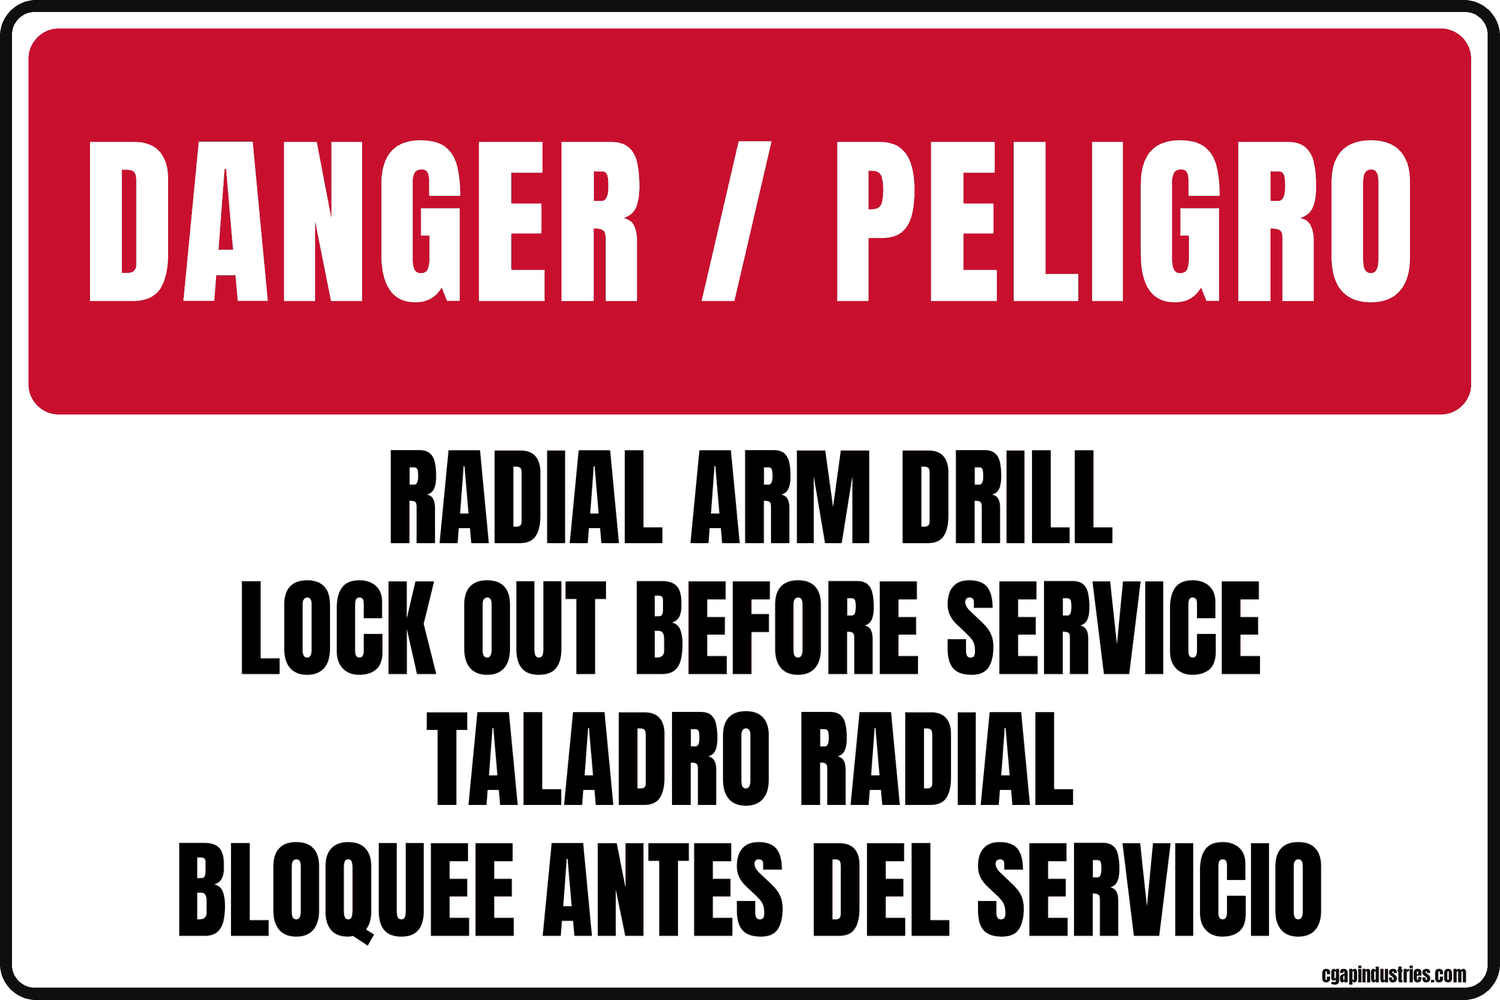 DANGER / PELIGRO
RADIAL ARM DRILL
LOCK OUT BEFORE SERVICE
TALADRO RADIAL
BLOQUEE ANTES DEL SERVICIO
cgapindustries.com